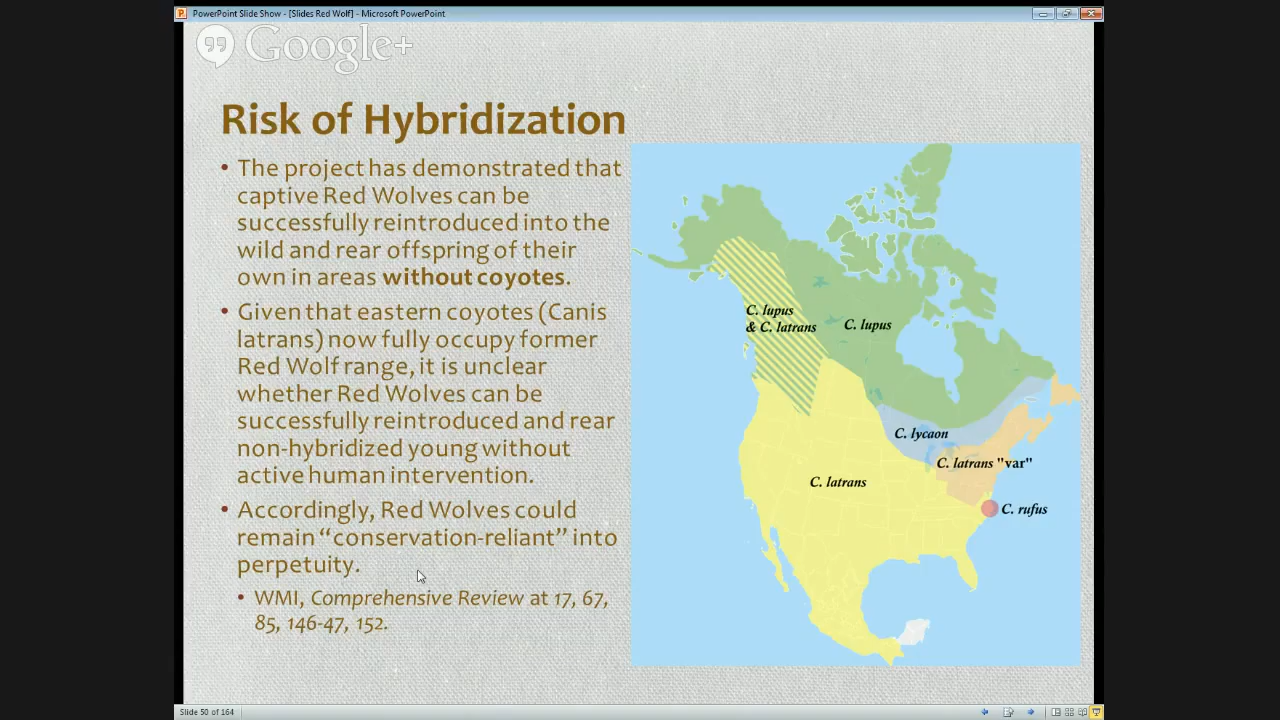 PowerPoint Slide Show - [Slides Red Wolf] - Microsoft PowerPoint
Google+
Risk of Hybridization
• The project has demonstrated that
captive Red Wolves can be
successfully reintroduced into the
wild and rear offspring of their
own in areas without coyotes.
• Given that eastern coyotes (Canis
latrans) now fully occupy former
Red Wolf range, it is unclear
whether Red Wolves can be
successfully reintroduced and rear
non-hybridized young without
active human intervention.
• Accordingly, Red Wolves could
remain “conservation-reliant” into
perpetuity.
• WMI, Comprehensive Review at 17, 67,
85, 146-47, 152.
C. lupus
& C. latrans
C. lupus
C. lycaon
C. latrans "var"
C. latrans
C. rufus
Slide 50 of 164